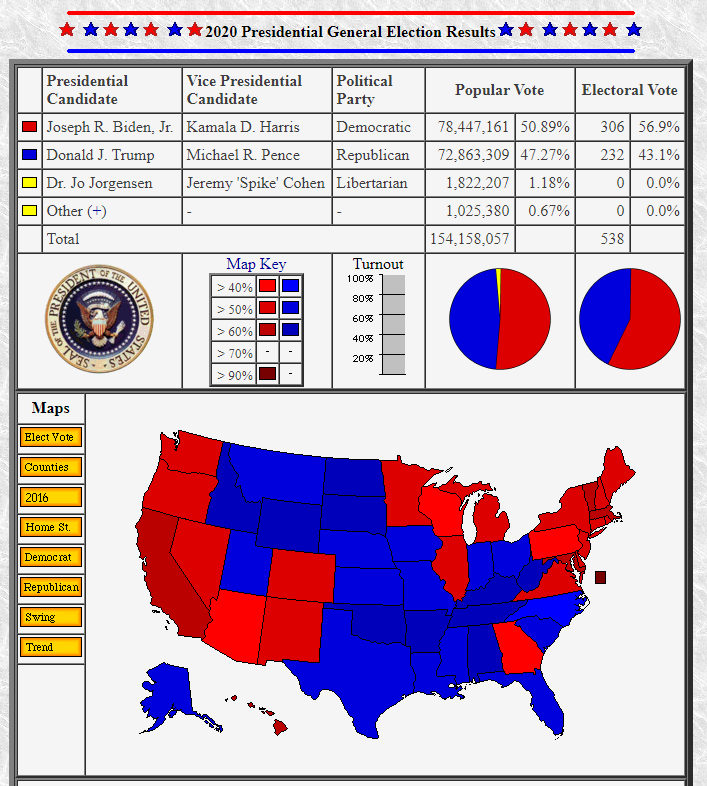 2020 Presidential General Election Results
Presidential Candidate Vice Presidential Candidate Political Party Popular Vote Electoral Vote
Joseph R. Biden, Jr. Kamala D. Harris Democratic 78,447,161 50.89% 306 56.9%
Donald J. Trump Michael R. Pence Republican 72,863,309 47.27% 232 43.1%
Dr. Jo Jorgensen Jeremy 'Spike' Cohen Libertarian 1,822,207 1.18% 0 0.0%
Other (+) - - 1,025,380 0.67% 0 0.0%
Total 154,158,057 538
SEAL OF THE PRESIDENT OF THE UNITED STATES
Map Key
> 40%
> 50%
> 60%
> 70% - -
> 90% -
Turnout
100%
80%
60%
40%
20%
Maps
Elect Vote
Counties
2016
Home St.
Democrat
Republican
Swing
Trend